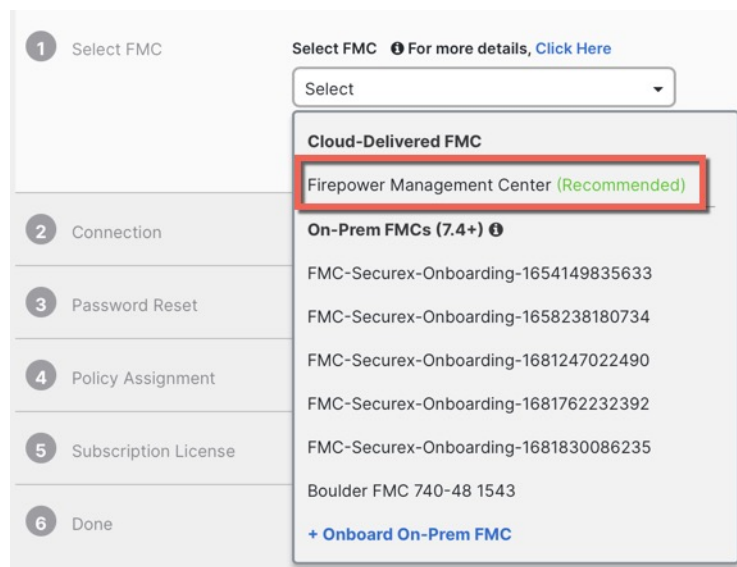 1 Select FMC
Select FMC For more details, Click Here
Select
Cloud-Delivered FMC
Firepower Management Center (Recommended)
On-Prem FMCs (7.4+)
FMC-Securex-Onboarding-1654149835633
FMC-Securex-Onboarding-1658238180734
FMC-Securex-Onboarding-1681247022490
FMC-Securex-Onboarding-1681762232392
FMC-Securex-Onboarding-1681830086235
Boulder FMC 740-48 1543
+ Onboard On-Prem FMC
2 Connection
3 Password Reset
4 Policy Assignment
5 Subscription License
6 Done